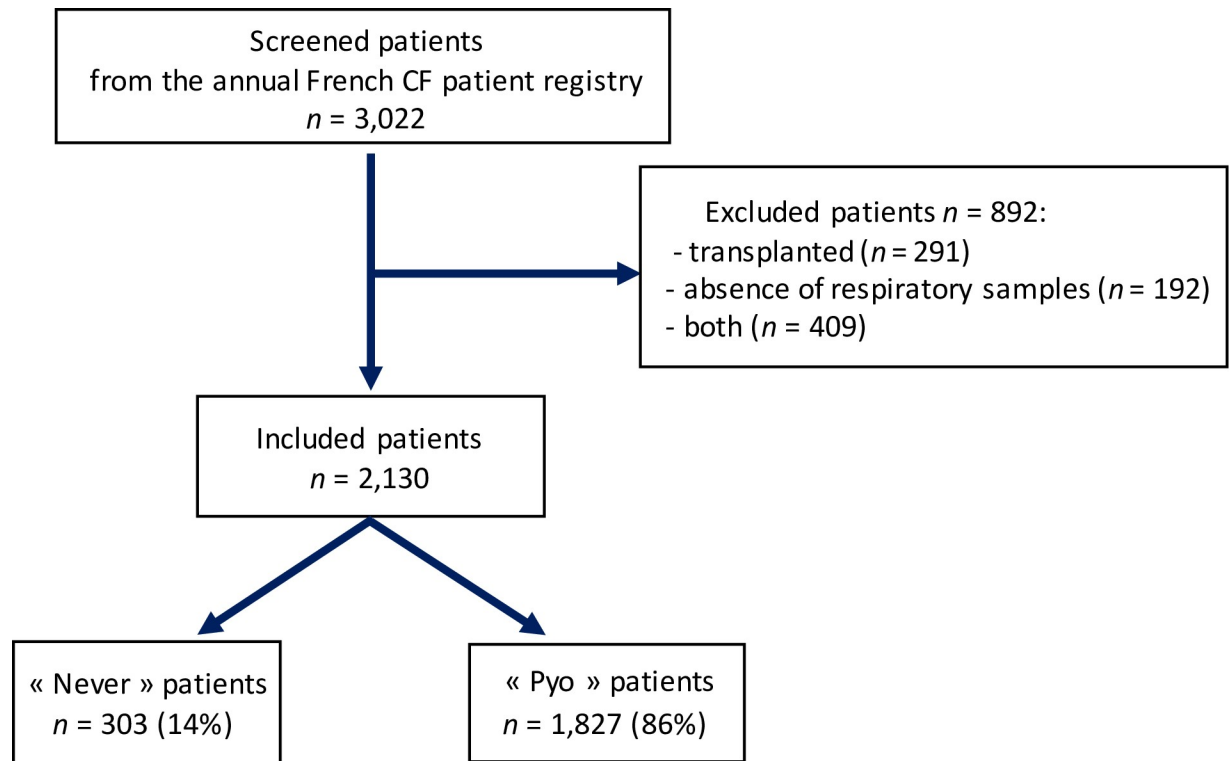 Screened patients
from the annual French CF patient registry
n = 3,022
Excluded patients n = 892:
- transplanted (n = 291)
- absence of respiratory samples (n = 192)
- both (n = 409)
Included patients
n = 2,130
« Never » patients
n = 303 (14%)
« Pyo » patients
n = 1,827 (86%)